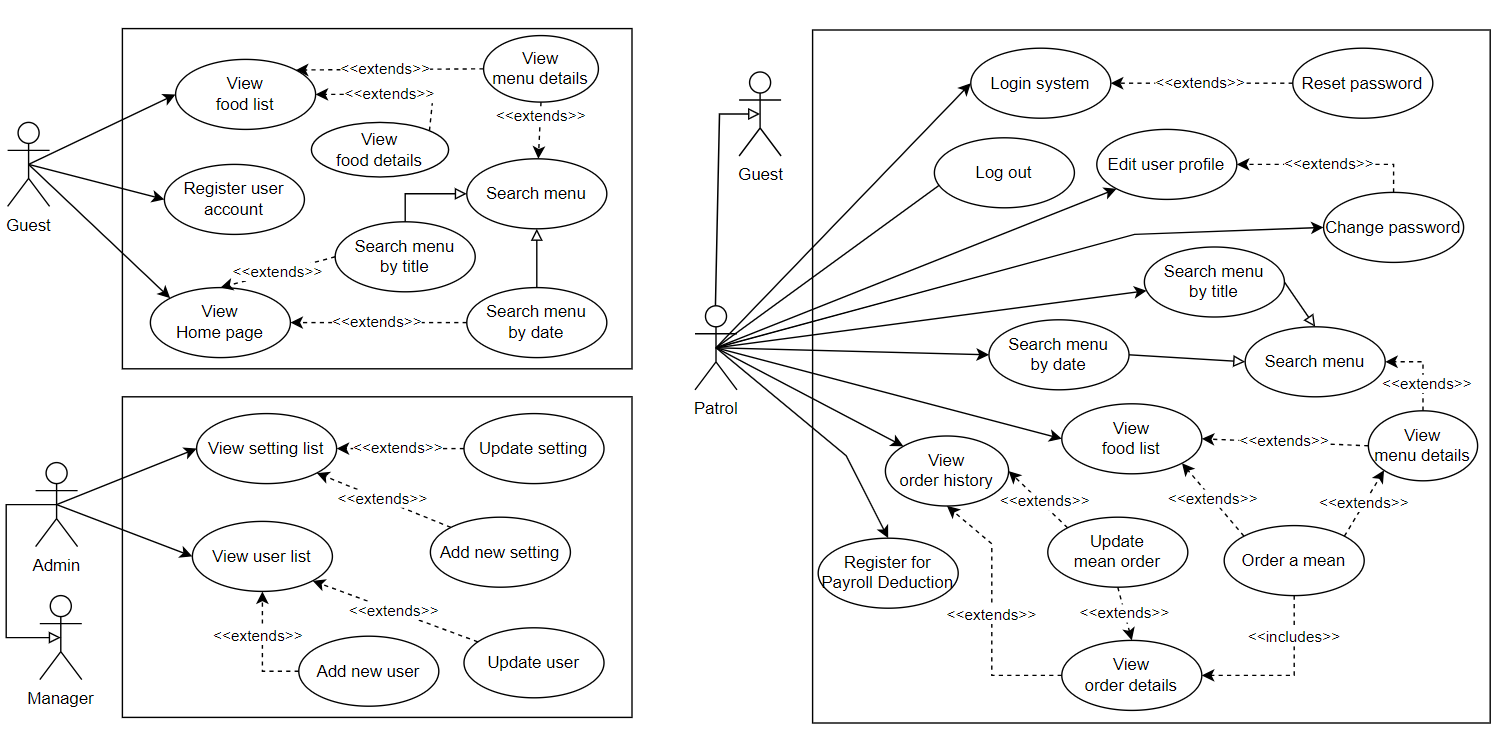 View
food list
<<extends>>
View
menu details
<<extends>>
<<extends>>
View
food details
Guest
Register user
account
Search menu
Search menu
by title
<<extends>>
View
Home page
<<extends>>
Search menu
by date
View setting list
<<extends>>
Update setting
<<extends>>
Add new setting
Admin
View user list
<<extends>>
<<extends>>
Add new user
Update user
Manager
Guest
Patrol
Login system
<<extends>>
Reset password
Log out
Edit user profile
<<extends>>
Change password
Search menu
by title
Search menu
by date
Search menu
<<extends>>
View
food list
<<extends>>
View
menu details
View
order history
<<extends>>
<<extends>>
<<extends>>
Register for
Payroll Deduction
Update
mean order
Order a mean
<<extends>>
<<extends>>
<<includes>>
View
order details